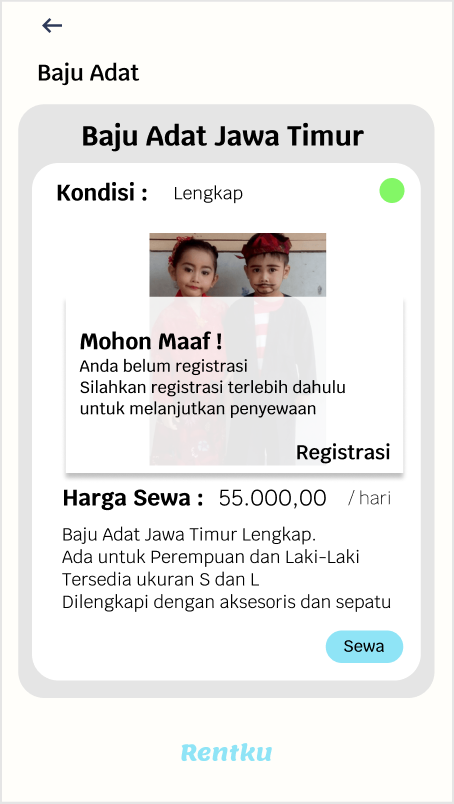 Baju Adat
Baju Adat Jawa Timur
Kondisi : Lengkap
Mohon Maaf !
Anda belum registrasi
Silahkan registrasi terlebih dahulu
untuk melanjutkan penyewaan
Registrasi
Harga Sewa : 55.000,00 / hari
Baju Adat Jawa Timur Lengkap.
Ada untuk Perempuan dan Laki-Laki
Tersedia ukuran S dan L
Dilengkapi dengan aksesoris dan sepatu
Sewa
Rentku